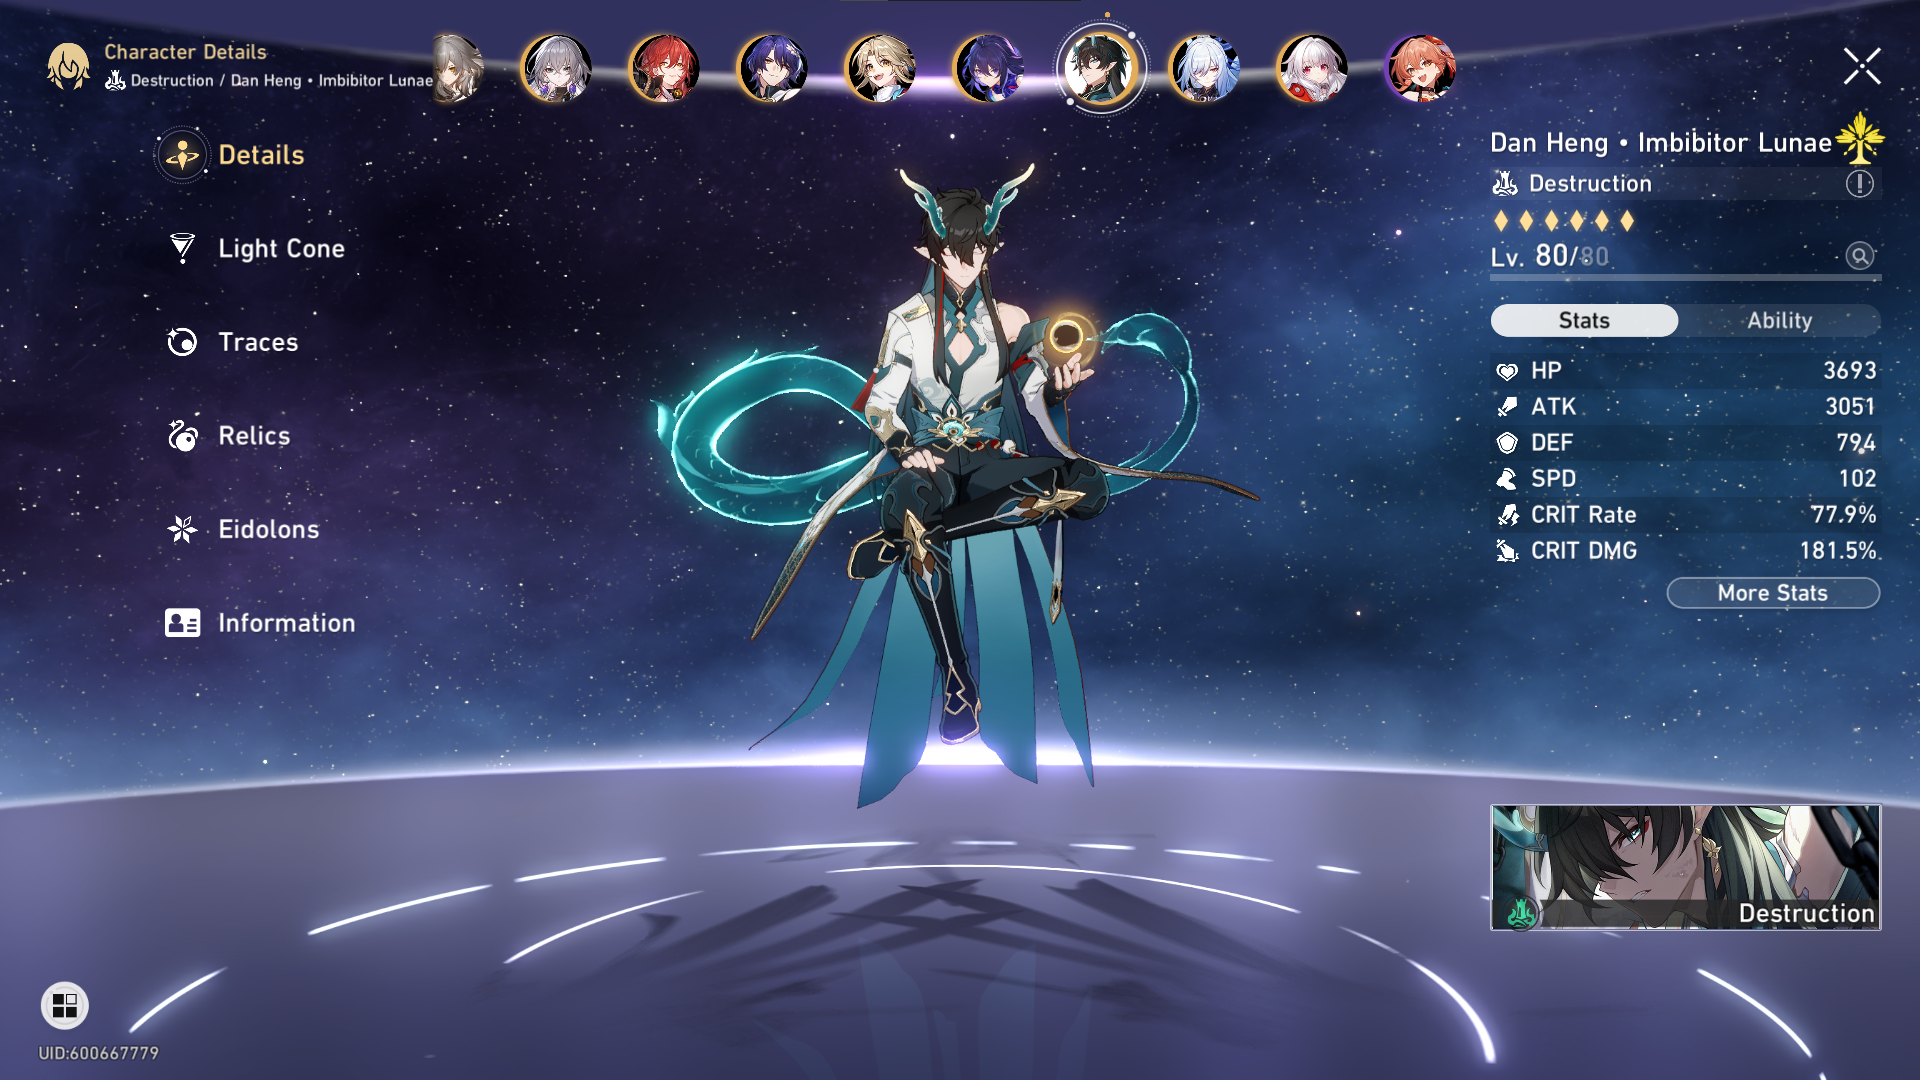 Character Details
Destruction / Dan Heng • Imbibitor Lunae
Details
Light Cone
Traces
Relics
Eidolons
Information
Dan Heng • Imbibitor Lunae
Destruction
Lv. 80/80
Stats
Ability
HP 3693
ATK 3051
DEF 794
SPD 102
CRIT Rate 77.9%
CRIT DMG 181.5%
More Stats
Destruction
UID:600667779